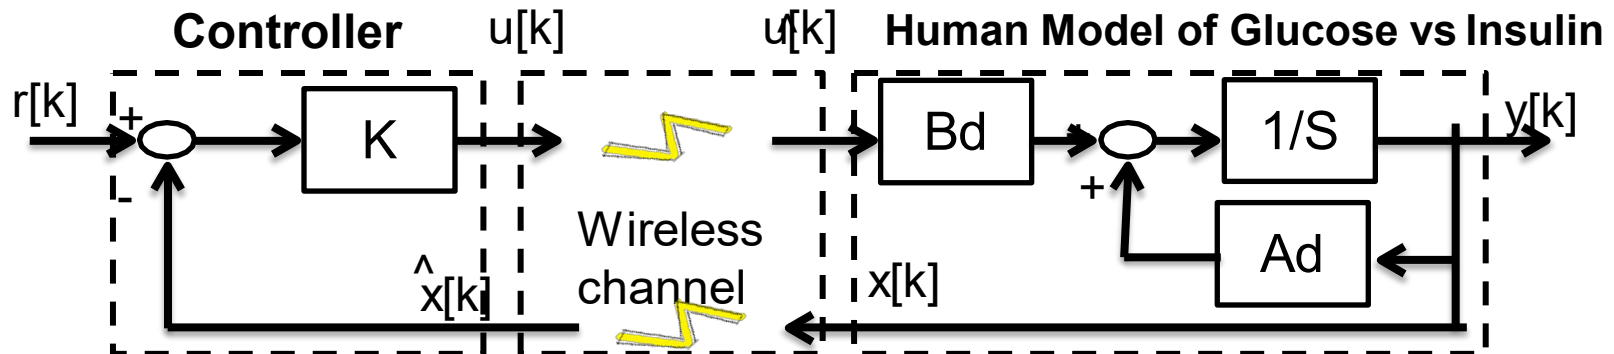 Controller
u[k]
û[k]
Human Model of Glucose vs Insulin
r[k]
+
-
K
Bd
+
1/S
y[k]
Ad
Wireless
channel
x̂[k]
x[k]